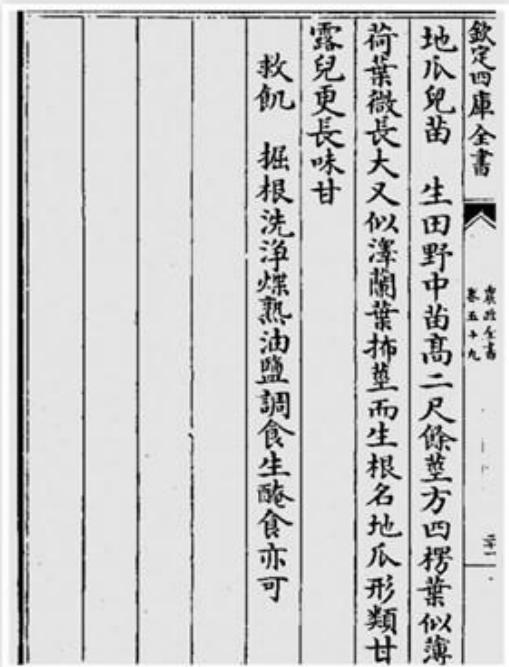 欽定四庫全書
農政全書
卷五十九
地瓜兒苗　生田野中苗高二尺餘莖方四楞葉似薄
荷葉微長大又似澤蘭葉抪莖而生根名地瓜形類甘
露兒更長味甘
救飢　掘根洗淨煠熟油鹽調食生醃食亦可